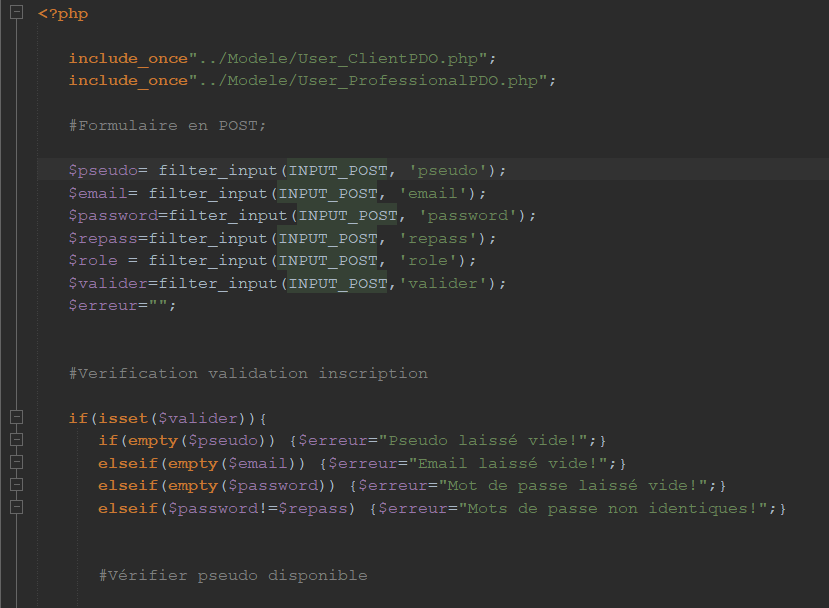 <?php
include_once"../Modele/User_ClientPDO.php";
include_once"../Modele/User_ProfessionalPDO.php";
#Formulaire en POST;
$pseudo= filter_input(INPUT_POST, 'pseudo');
$email= filter_input(INPUT_POST, 'email');
$password=filter_input(INPUT_POST, 'password');
$repass=filter_input(INPUT_POST, 'repass');
$role = filter_input(INPUT_POST, 'role');
$valider=filter_input(INPUT_POST,'valider');
$erreur="";
#Verification validation inscription
if(isset($valider)){
if(empty($pseudo)) {$erreur="Pseudo laissé vide!";}
elseif(empty($email)) {$erreur="Email laissé vide!";}
elseif(empty($password)) {$erreur="Mot de passe laissé vide!";}
elseif($password!=$repass) {$erreur="Mots de passe non identiques!";}
#Vérifier pseudo disponible